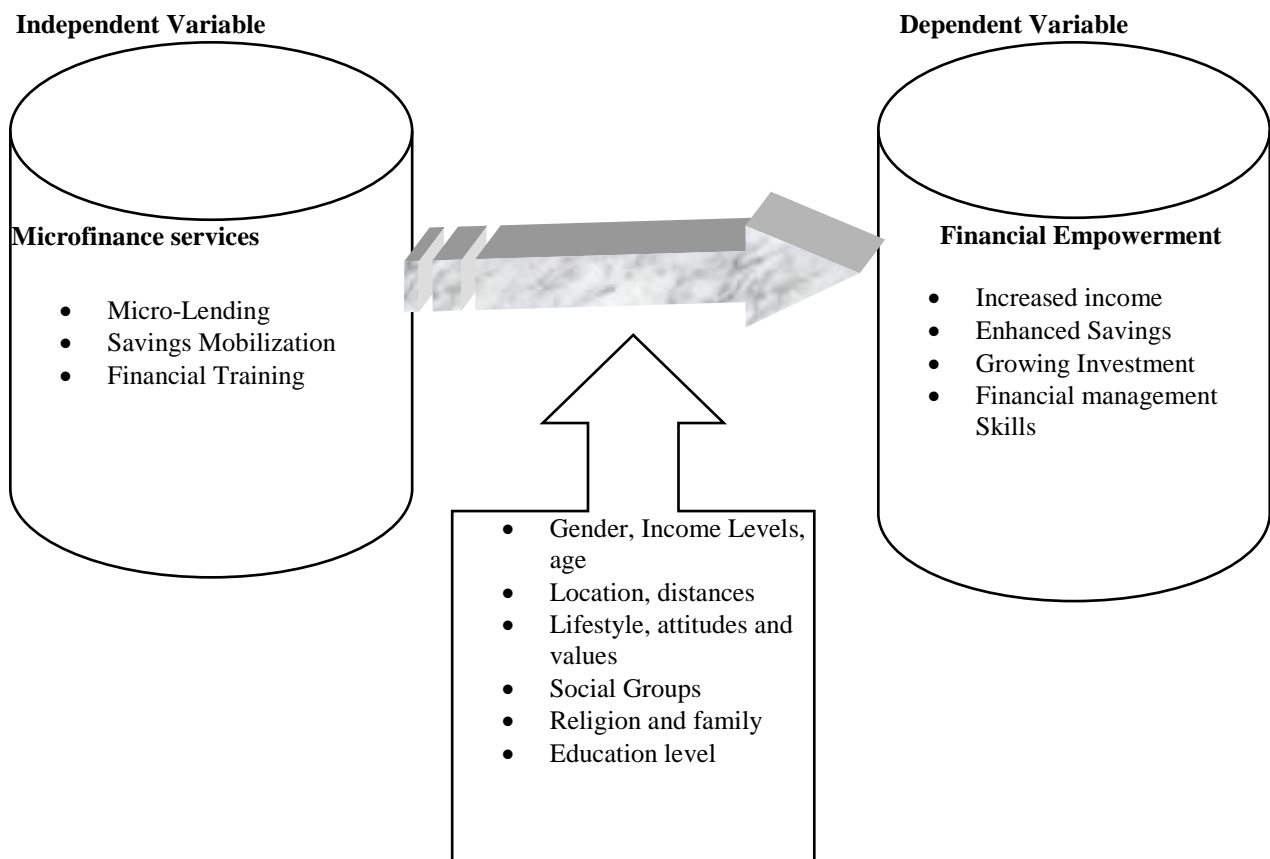 Independent Variable
Dependent Variable
Microfinance services
• Micro-Lending
• Savings Mobilization
• Financial Training
Financial Empowerment
• Increased income
• Enhanced Savings
• Growing Investment
• Financial management
Skills
• Gender, Income Levels,
age
• Location, distances
• Lifestyle, attitudes and
values
• Social Groups
• Religion and family
• Education level